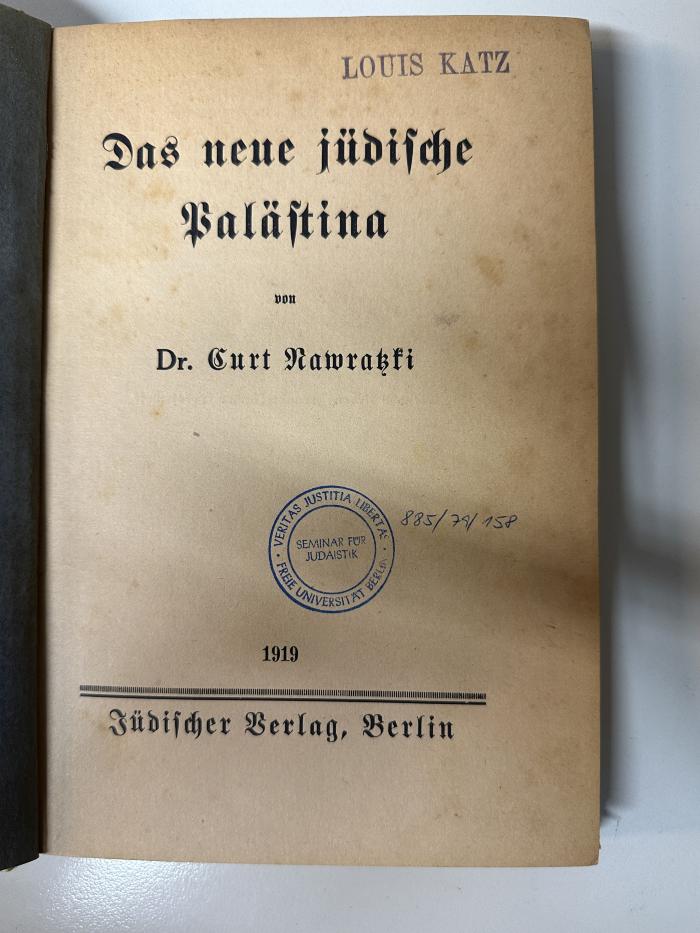 LOUIS KATZ
Das neue jüdische
Palästina
von
Dr. Curt Nawratzki
VERITAS JUSTITIA LIBERTAS
SEMINAR FÜR
JUDAISTIK
FREIE UNIVERSITÄT BERLIN
885/74/158
1919
Jüdischer Verlag, Berlin